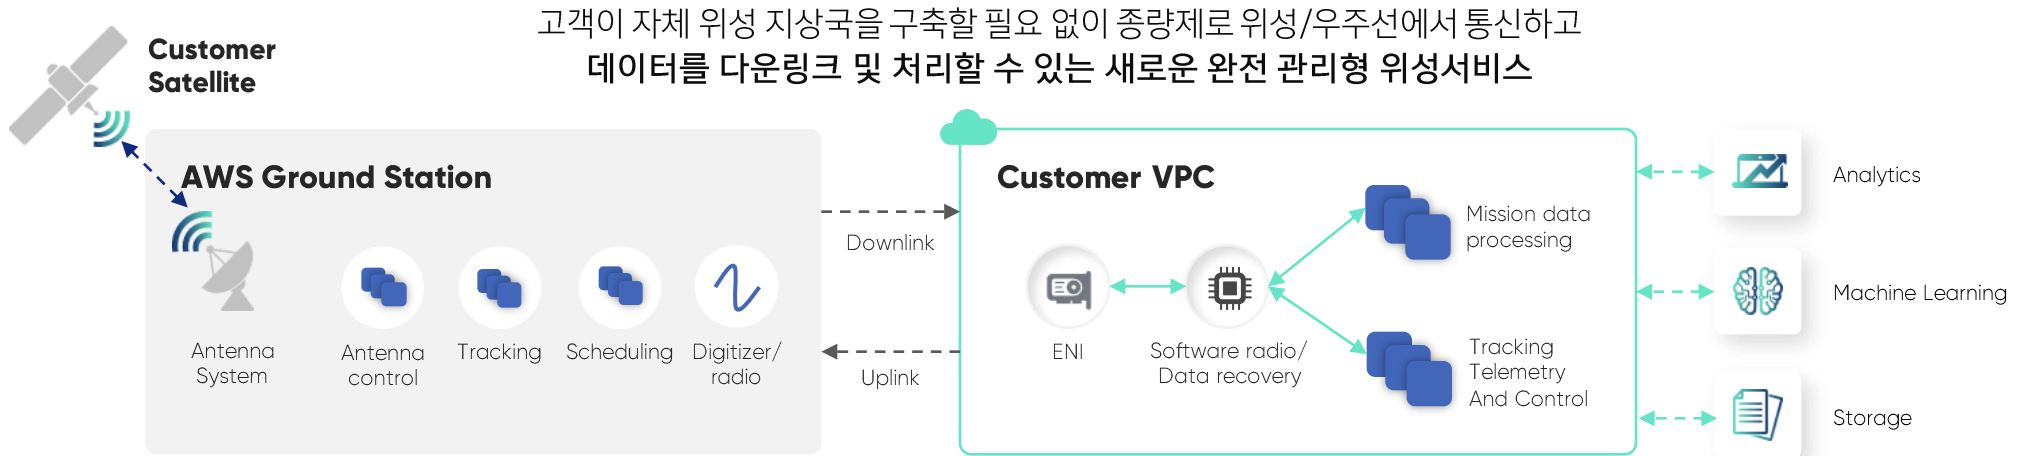 고객이 자체 위성 지상국을 구축할 필요 없이 종량제로 위성/우주선에서 통신하고
데이터를 다운링크 및 처리할 수 있는 새로운 완전 관리형 위성서비스
Customer
Satellite
AWS Ground Station
Antenna
System
Antenna
control
Tracking
Scheduling
Digitizer/
radio
Downlink
Uplink
Customer VPC
ENI
Software radio/
Data recovery
Mission data
processing
Tracking
Telemetry
And Control
Analytics
Machine Learning
Storage